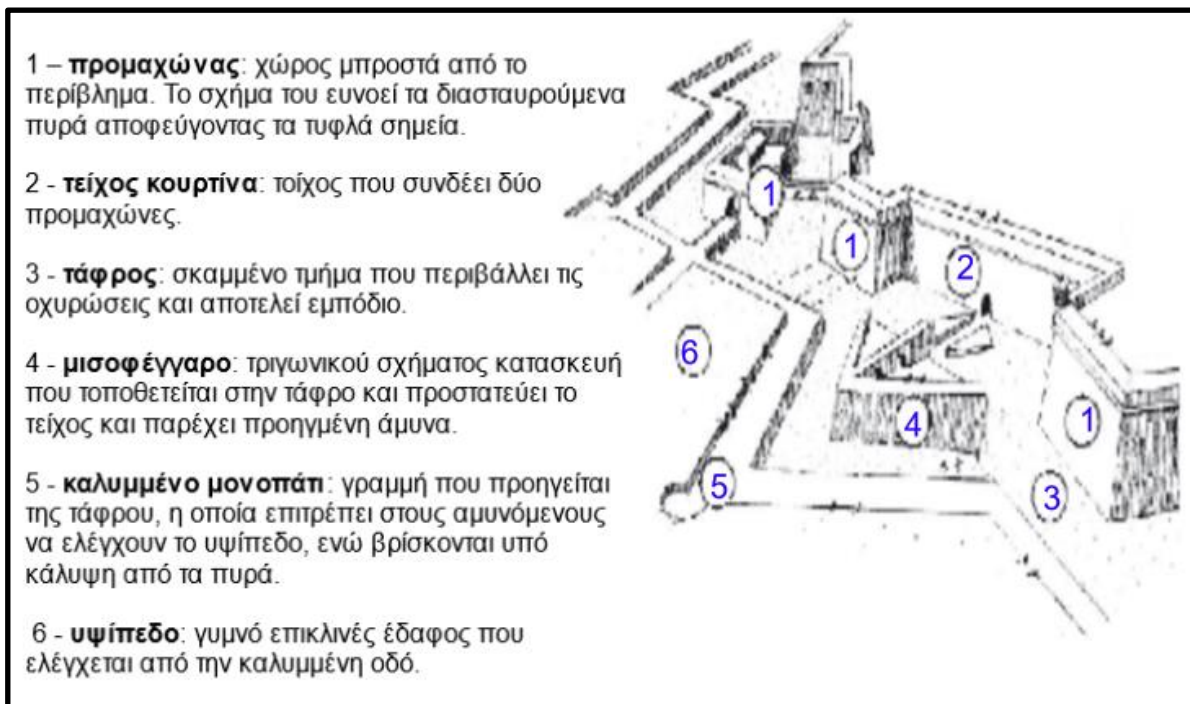 1 – προμαχώνας: χώρος μπροστά από το
περίβλημα. Το σχήμα του ευνοεί τα διασταυρούμενα
πυρά αποφεύγοντας τα τυφλά σημεία.
2 - τείχος κουρτίνα: τοίχος που συνδέει δύο
προμαχώνες.
3 - τάφρος: σκαμμένο τμήμα που περιβάλλει τις
οχυρώσεις και αποτελεί εμπόδιο.
4 - μισοφέγγαρο: τριγωνικού σχήματος κατασκευή
που τοποθετείται στην τάφρο και προστατεύει το
τείχος και παρέχει προηγμένη άμυνα.
5 - καλυμμένο μονοπάτι: γραμμή που προηγείται
της τάφρου, η οποία επιτρέπει στους αμυνόμενους
να ελέγχουν το υψίπεδο, ενώ βρίσκονται υπό
κάλυψη από τα πυρά.
6 - υψίπεδο: γυμνό επικλινές έδαφος που
ελέγχεται από την καλυμμένη οδό.
1
1
2
6
4
1
5
3